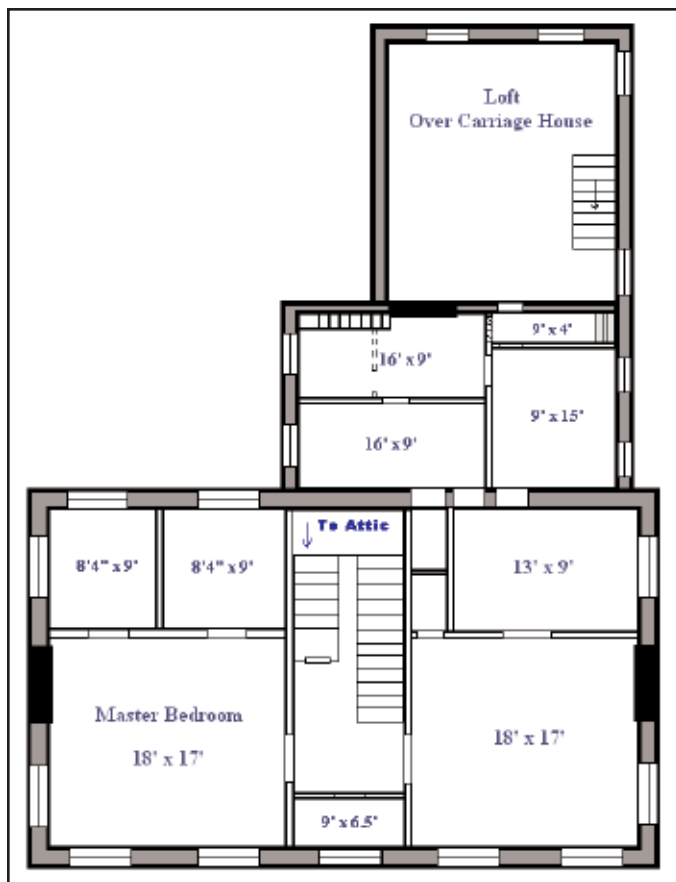 Loft
Over Carriage House
9' x 4'
16' x 9'
9' x 15'
16' x 9'
To Attic
8'4"' x 9'
8'4"' x 9'
13' x 9'
Master Bedroom
18' x 17'
18' x 17'
9' x 6.5'